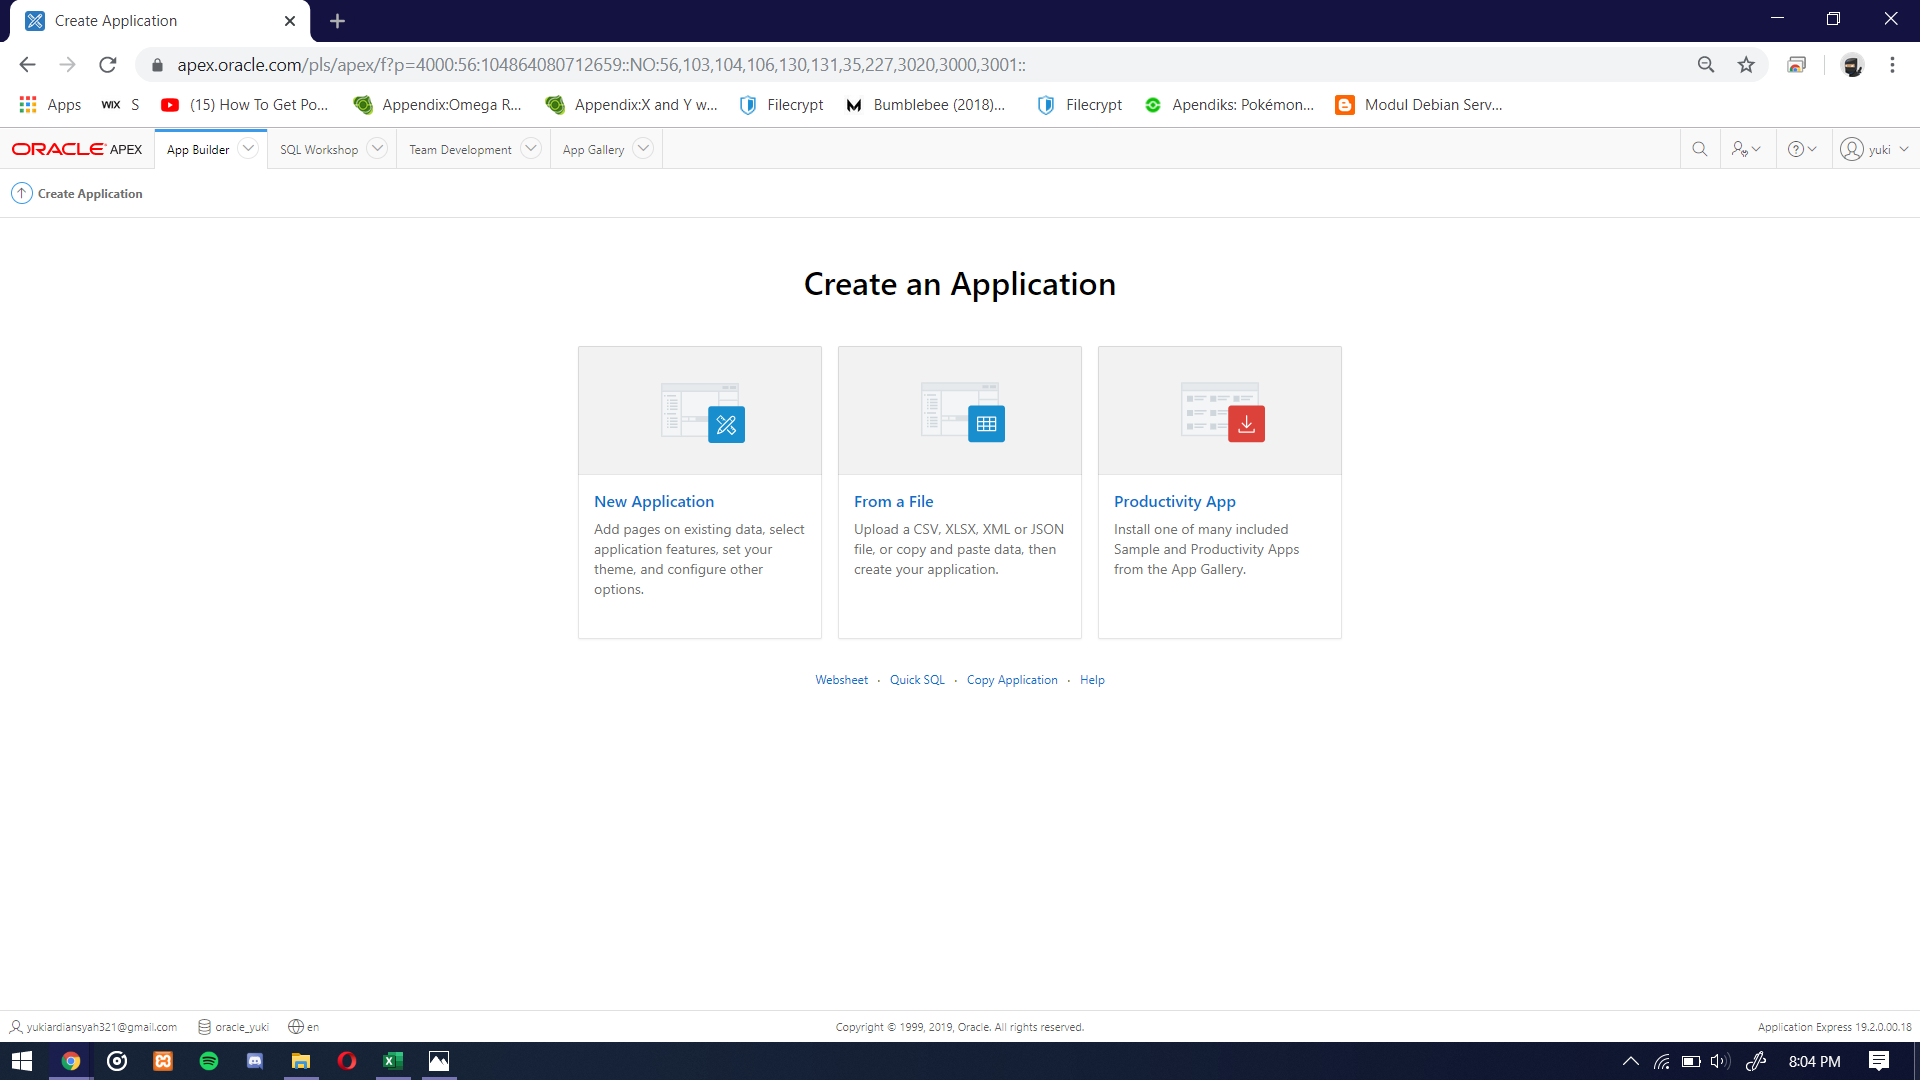 Create Application
apex.oracle.com/pls/apex/f?p=4000:56:104864080712659::NO:56,103,104,106,130,131,35,227,3020,3000,3001::
Apps WIX S (15) How To Get Po... Appendix:Omega R... Appendix:X and Y w... Filecrypt Bumblebee (2018)... Filecrypt Apendiks: Pokémon... Modul Debian Serv...
ORACLE APEX App Builder SQL Workshop Team Development App Gallery yuki
Create Application
Create an Application
New Application
Add pages on existing data, select
application features, set your
theme, and configure other
options.
From a File
Upload a CSV, XLSX, XML or JSON
file, or copy and paste data, then
create your application.
Productivity App
Install one of many included
Sample and Productivity Apps
from the App Gallery.
Websheet · Quick SQL · Copy Application · Help
yukiardiansyah321@gmail.com oracle_yuki en Copyright © 1999, 2019, Oracle. All rights reserved. Application Express 19.2.0.00.18
8:04 PM